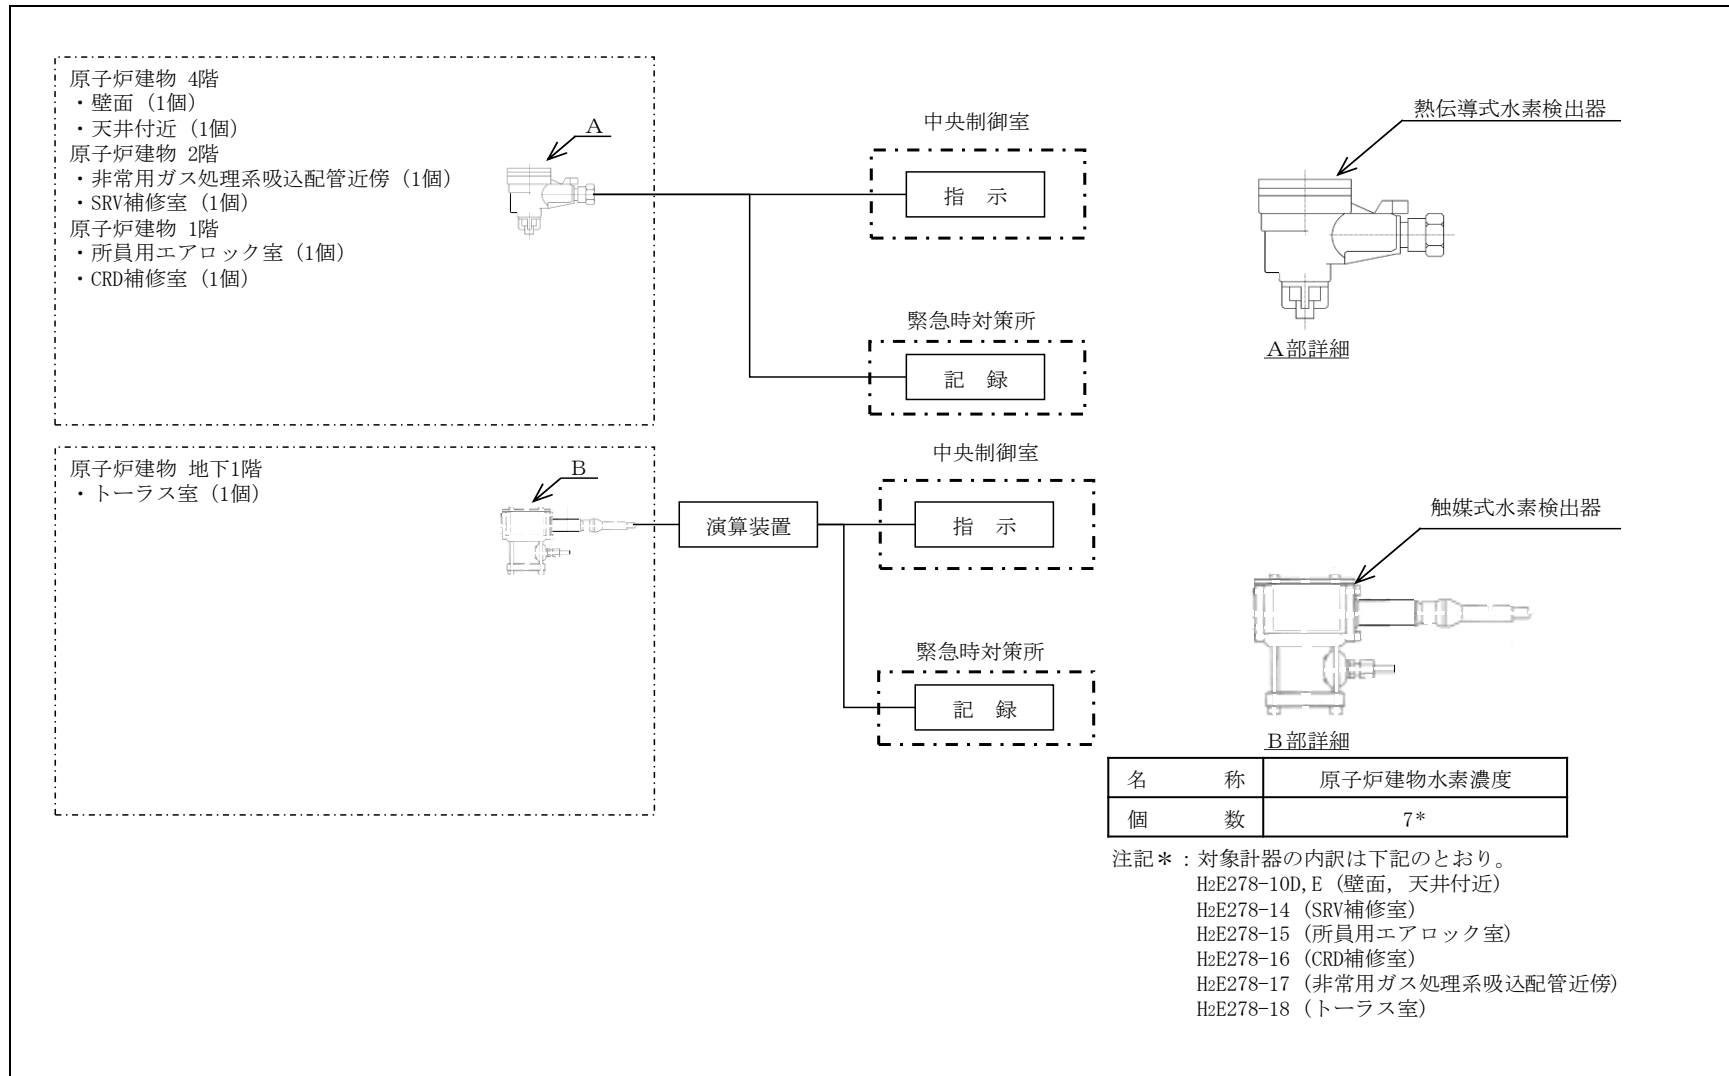 原子炉建物 4階
・壁面（1個）
・天井付近（1個）
原子炉建物 2階
・非常用ガス処理系吸込配管近傍（1個）
・SRV補修室（1個）
原子炉建物 1階
・所員用エアロック室（1個）
・CRD補修室（1個）
A
中央制御室
指 示
緊急時対策所
記 録
熱伝導式水素検出器
A部詳細
原子炉建物 地下1階
・トーラス室（1個）
B
演算装置
中央制御室
指 示
緊急時対策所
記 録
触媒式水素検出器
B部詳細
名 称 原子炉建物水素濃度
個 数 7*
注記＊：対象計器の内訳は下記のとおり。
H2E278-10D,E（壁面，天井付近）
H2E278-14（SRV補修室）
H2E278-15（所員用エアロック室）
H2E278-16（CRD補修室）
H2E278-17（非常用ガス処理系吸込配管近傍）
H2E278-18（トーラス室）